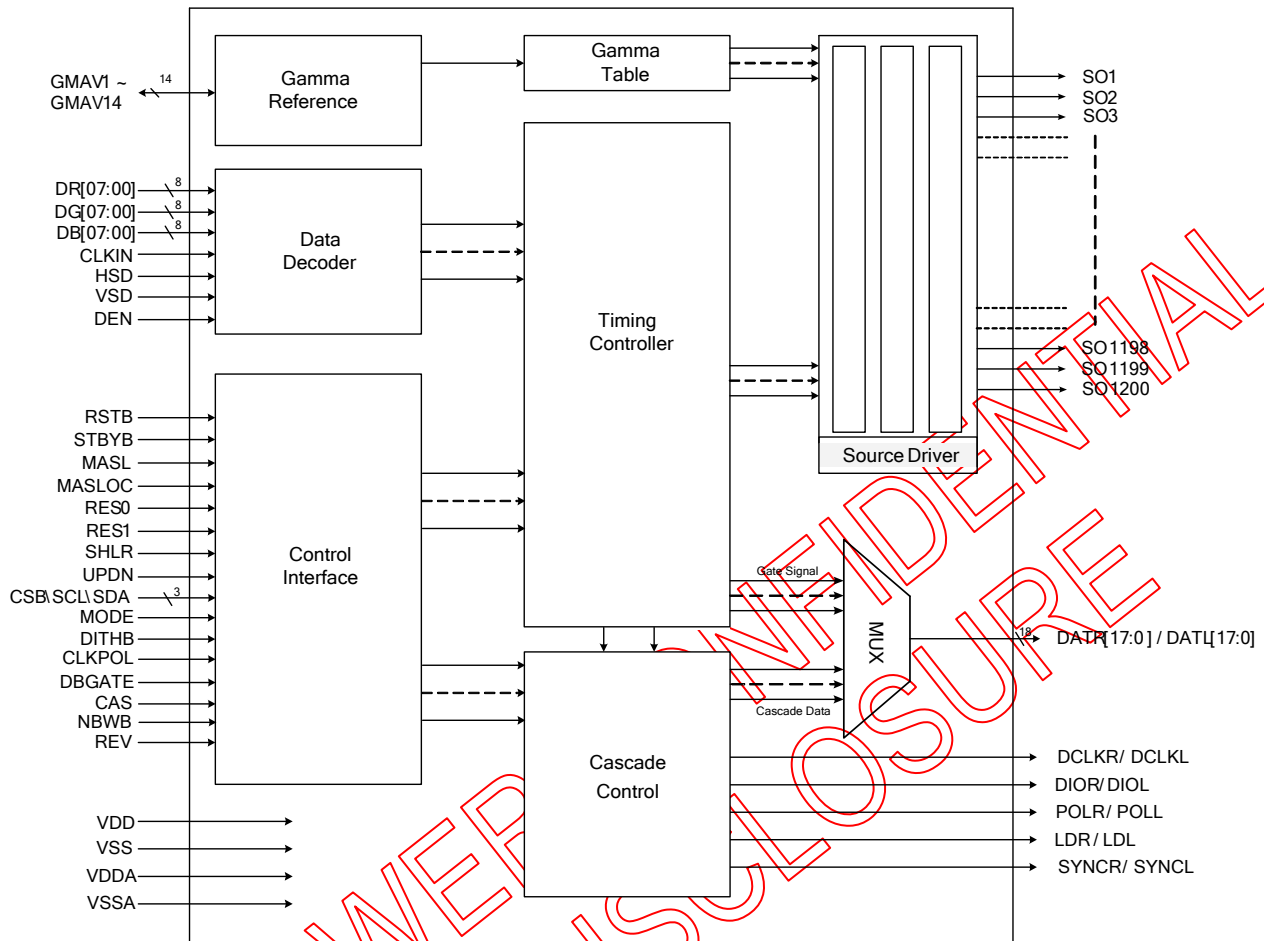 GMAV1 ~
GMAV14
14
Gamma
Reference
Gamma
Table
SO1
SO2
SO3
DR[07:00]
8
DG[07:00]
8
DB[07:00]
8
CLKIN
HSD
VSD
DEN
Data
Decoder
Timing
Controller
SO1198
SO1199
SO1200
Source Driver
RSTB
STBYB
MASL
MASLOC
RES0
RES1
SHLR
UPDN
CSB\SCL\SDA
3
MODE
DITHB
CLKPOL
DBGATE
CAS
NBWB
REV
Control
Interface
Gate Signal
MUX
18
DATR[17:0] / DATL[17:0]
Cascade Data
Cascade
Control
DCLKR/ DCLKL
DIOR/ DIOL
POLR/ POLL
LDR/ LDL
SYNCR/ SYNCL
VDD
VSS
VDDA
VSSA